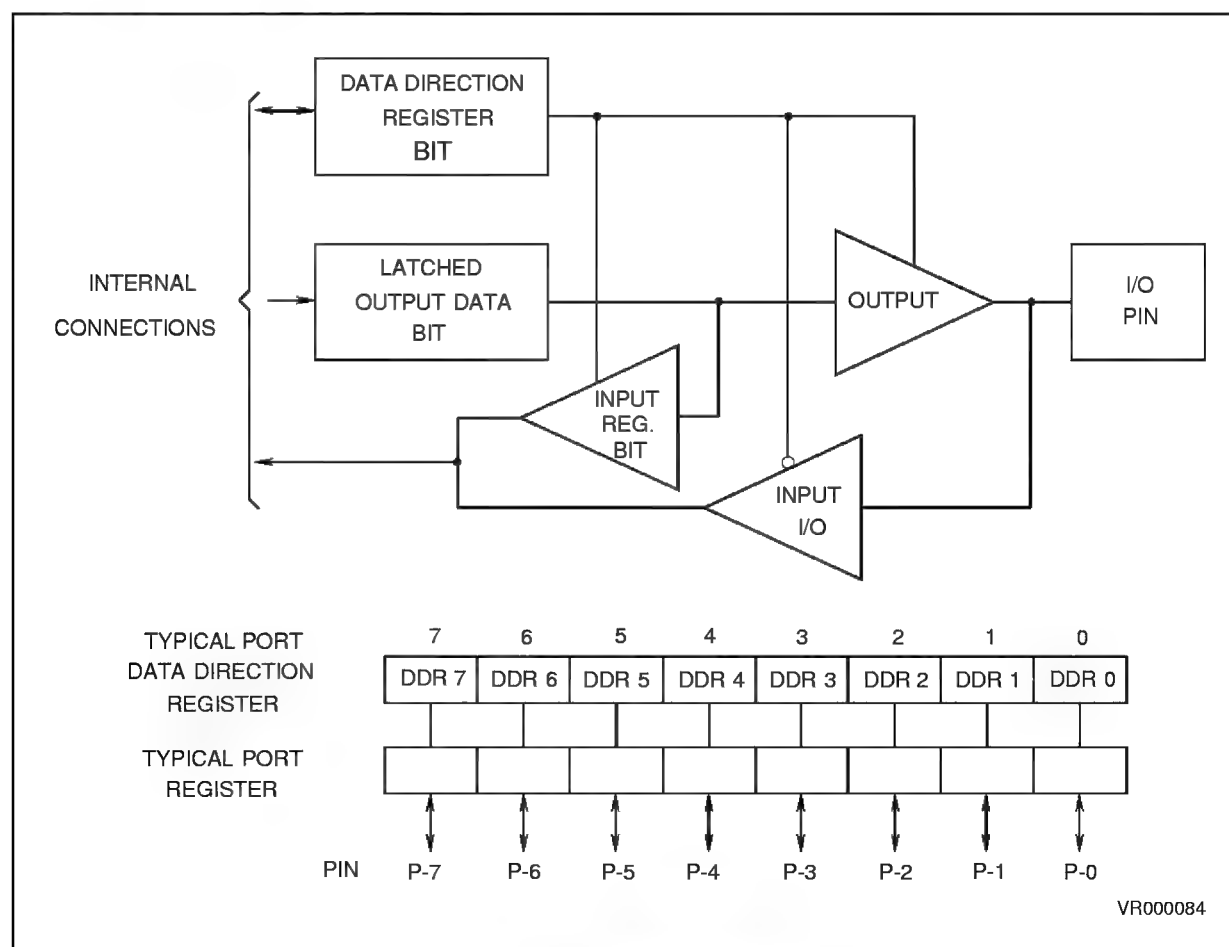 DATA DIRECTION
REGISTER
BIT
LATCHED
OUTPUT DATA
BIT
INTERNAL
CONNECTIONS
OUTPUT
I/O
PIN
INPUT
REG.
BIT
INPUT
I/O
TYPICAL PORT
DATA DIRECTION
REGISTER
7 6 5 4 3 2 1 0
DDR 7 DDR 6 DDR 5 DDR 4 DDR 3 DDR 2 DDR 1 DDR 0
TYPICAL PORT
REGISTER
PIN P-7 P-6 P-5 P-4 P-3 P-2 P-1 P-0
VR000084